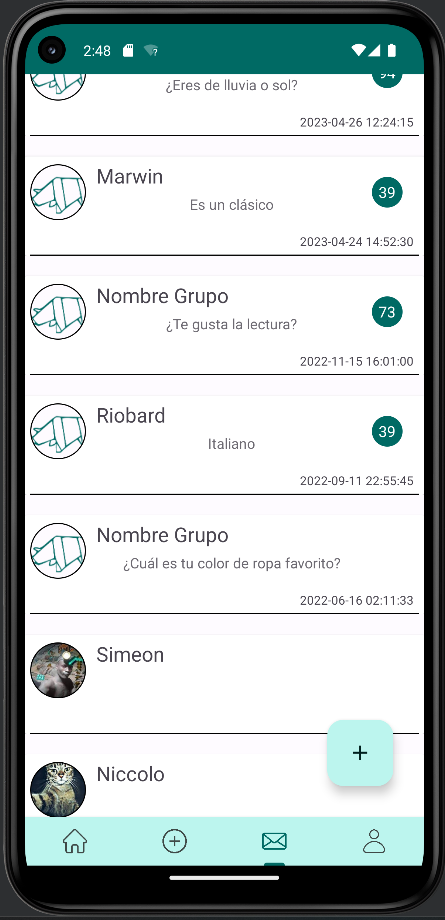 2:48
94
¿Eres de lluvia o sol?
2023-04-26 12:24:15
Marwin
39
Es un clásico
2023-04-24 14:52:30
Nombre Grupo
73
¿Te gusta la lectura?
2022-11-15 16:01:00
Riobard
39
Italiano
2022-09-11 22:55:45
Nombre Grupo
¿Cuál es tu color de ropa favorito?
2022-06-16 02:11:33
Simeon
+
Niccolo